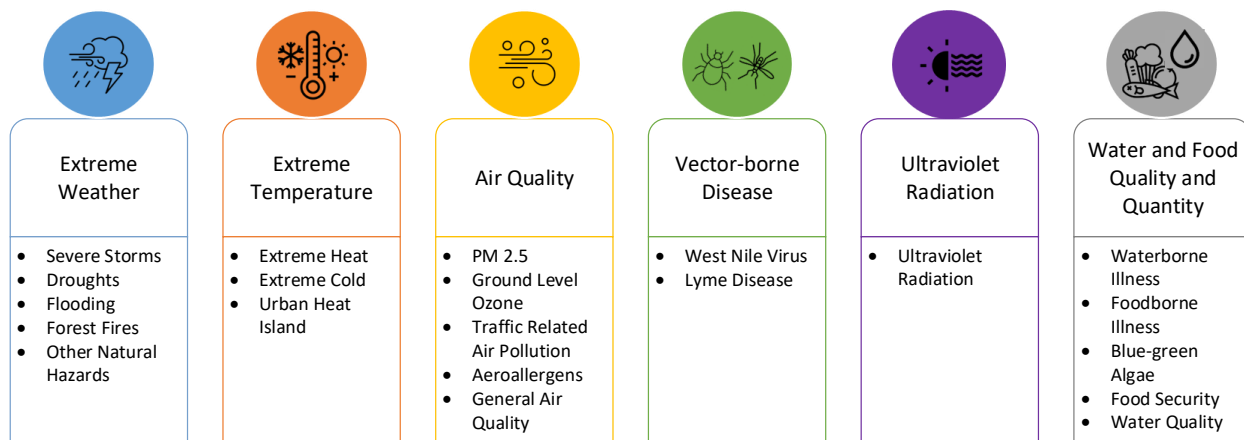 Extreme
Weather
• Severe Storms
• Droughts
• Flooding
• Forest Fires
• Other Natural
Hazards
Extreme
Temperature
• Extreme Heat
• Extreme Cold
• Urban Heat
Island
Air Quality
• PM 2.5
• Ground Level
Ozone
• Traffic Related
Air Pollution
• Aeroallergens
• General Air
Quality
Vector-borne
Disease
• West Nile Virus
• Lyme Disease
Ultraviolet
Radiation
• Ultraviolet
Radiation
Water and Food
Quality and
Quantity
• Waterborne
Illness
• Foodborne
Illness
• Blue-green
Algae
• Food Security
• Water Quality